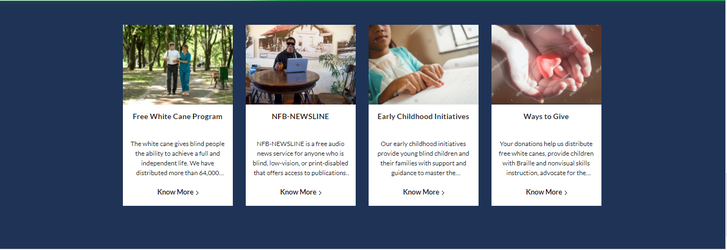 Free White Cane Program
The white cane gives blind people
the ability to achieve a full and
independent life. We have
distributed more than 64,000...
Know More >
NFB-NEWSLINE
NFB-NEWSLINE is a free audio
news service for anyone who is
blind, low-vision, or print-disabled
that offers access to publications..
Know More >
Early Childhood Initiatives
Our early childhood initiatives
provide young blind children and
their families with support and
guidance to master the...
Know More >
Ways to Give
Your donations help us distribute
free white canes, provide children
with Braille and nonvisual skills
instruction, advocate for the...
Know More >